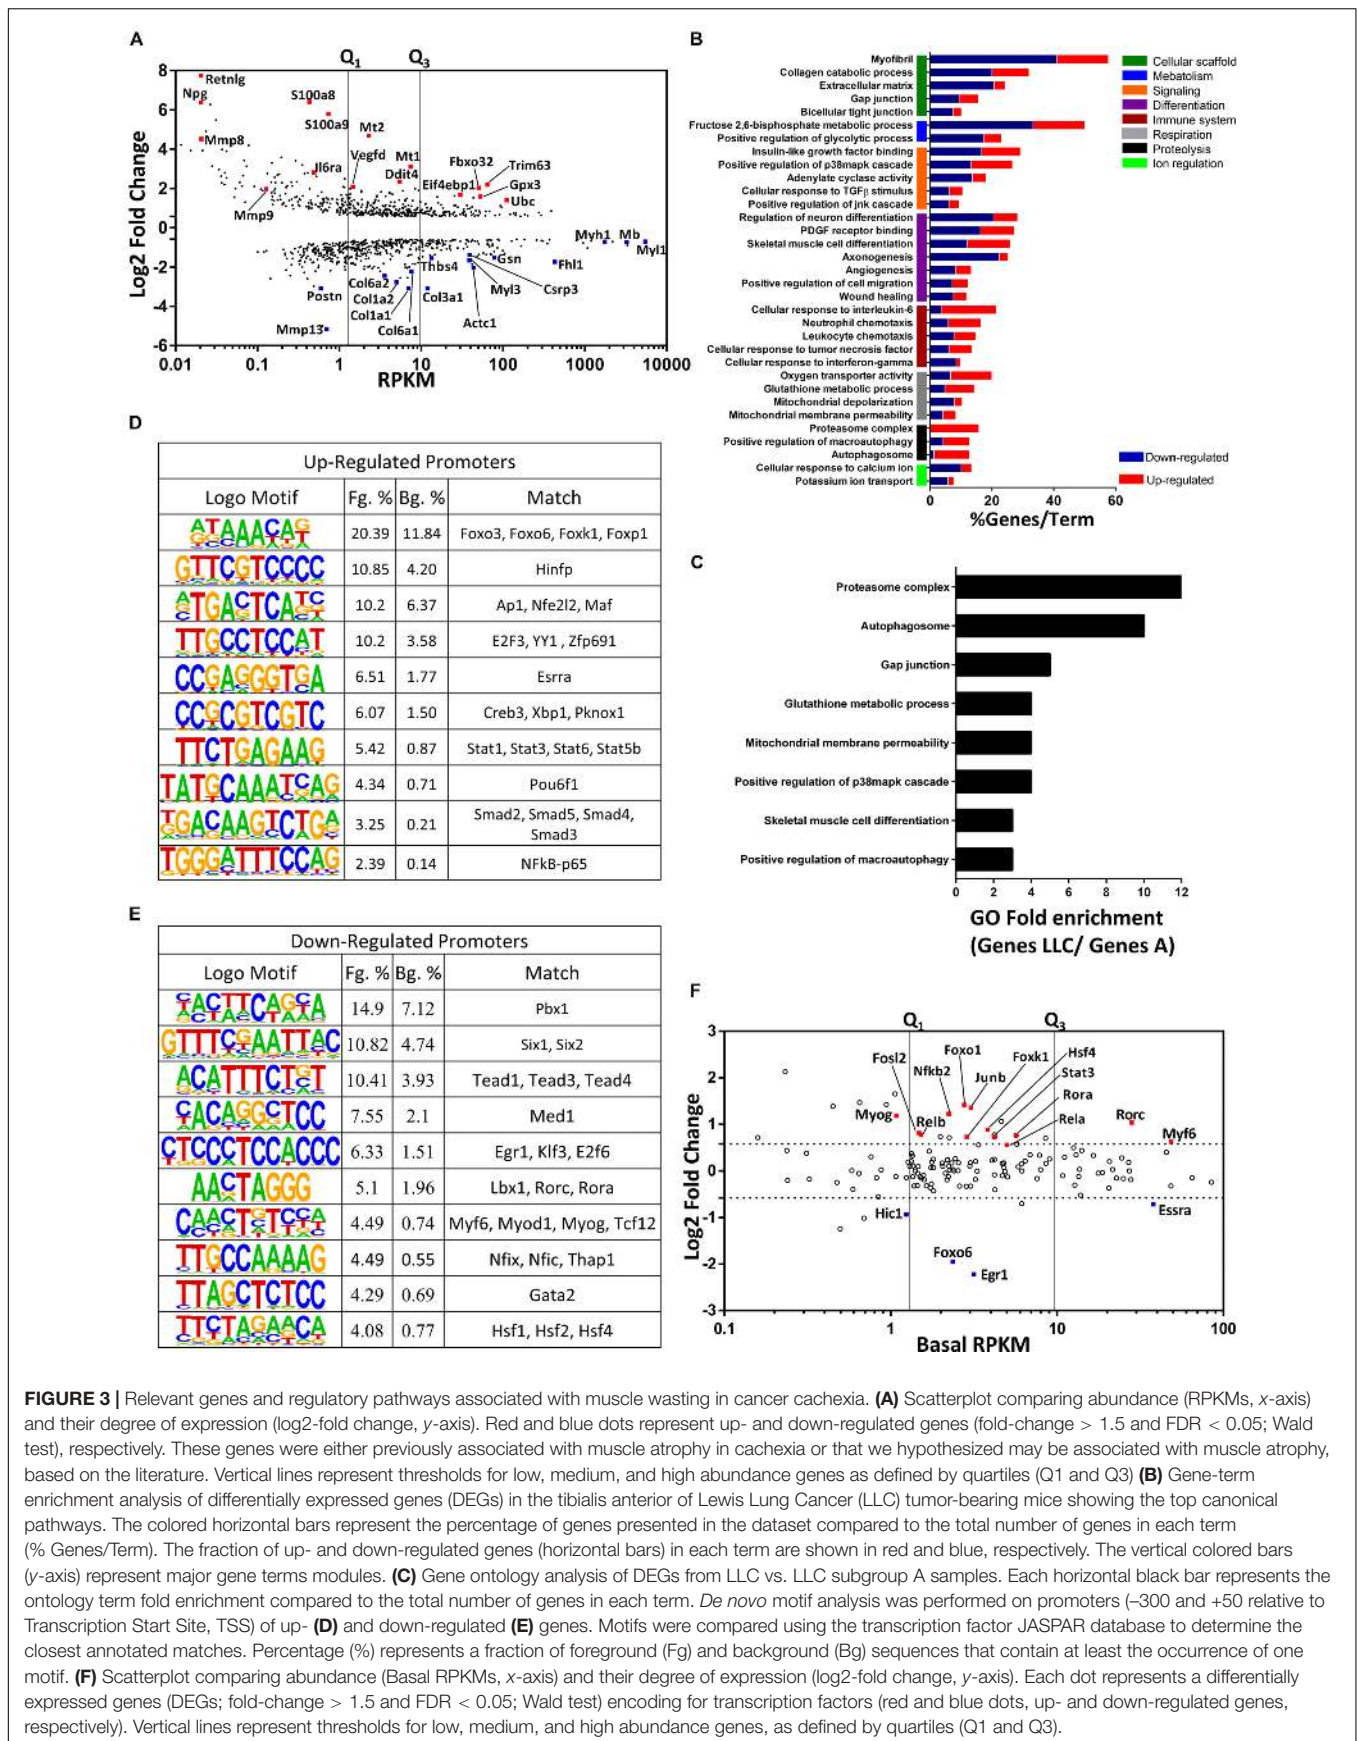 A
Q1
Q3
Log2 Fold Change
8
6
4
2
0
-2
-4
-6
Retnlg
Npg
S100a8
S100a9
Mt2
Mmp8
Il6ra
Vegfd
Mt1
Ddit4
Fbxo32
Trim63
Eif4ebp1
Gpx3
Ubc
Mmp9
Myh1
Mb
Myl1
Thbs4
Gsn
Fhl1
Col6a2
Postn
Col1a2
Col3a1
Myl3
Csrp3
Col1a1
Mmp13
Col6a1
Actc1
0.01
0.1
1
10
100
1000
10000
RPKM
B
Myofibril
Collagen catabolic process
Extracellular matrix
Gap junction
Bicellular tight junction
Fructose 2,6-bisphosphate metabolic process
Positive regulation of glycolytic process
Insulin-like growth factor binding
Positive regulation of p38mapk cascade
Adenylate cyclase activity
Cellular response to TGFβ stimulus
Positive regulation of jnk cascade
Regulation of neuron differentiation
PDGF receptor binding
Skeletal muscle cell differentiation
Axonogenesis
Angiogenesis
Positive regulation of cell migration
Wound healing
Cellular response to interleukin-6
Neutrophil chemotaxis
Leukocyte chemotaxis
Cellular response to tumor necrosis factor
Cellular response to interferon-gamma
Oxygen transporter activity
Glutathione metabolic process
Mitochondrial depolarization
Mitochondrial membrane permeability
Proteasome complex
Positive regulation of macroautophagy
Autophagosome
Cellular response to calcium ion
Potassium ion transport
0
20
40
60
%Genes/Term
Cellular scaffold
Mebatolism
Signaling
Differentiation
Immune system
Respiration
Proteolysis
Ion regulation
Down-regulated
Up-regulated
C
Proteasome complex
Autophagosome
Gap junction
Glutathione metabolic process
Mitochondrial membrane permeability
Positive regulation of p38mapk cascade
Skeletal muscle cell differentiation
Positive regulation of macroautophagy
0
2
4
6
8
10
12
GO Fold enrichment
(Genes LLC/ Genes A)
D
Up-Regulated Promoters
Logo Motif Fg. % Bg. % Match
ATAAACAG 20.39 11.84 Foxo3, Foxo6, Foxk1, Foxp1
GTTCGTCCCC 10.85 4.20 Hinfp
ATGACTCATC 10.2 6.37 Ap1, Nfe2l2, Maf
TTGCCTCCAT 10.2 3.58 E2F3, YY1 , Zfp691
CCGAGGGTGA 6.51 1.77 Esrra
CCGCGTCGTC 6.07 1.50 Creb3, Xbp1, Pknox1
TTCTGAGAAG 5.42 0.87 Stat1, Stat3, Stat6, Stat5b
TATGCAAATCAG 4.34 0.71 Pou6f1
TGACAAGTCTGA 3.25 0.21 Smad2, Smad5, Smad4,
Smad3
TGGGATTTCCAG 2.39 0.14 NFkB-p65
E
Down-Regulated Promoters
Logo Motif Fg. % Bg. % Match
CACTTCAGCA 14.9 7.12 Pbx1
GTTTCGAATTAC 10.82 4.74 Six1, Six2
ACATTTCTGT 10.41 3.93 Tead1, Tead3, Tead4
CACAGGCTCC 7.55 2.1 Med1
CTCCCTCCACCC 6.33 1.51 Egr1, Klf3, E2f6
AACTAGGG 5.1 1.96 Lbx1, Rorc, Rora
CAACTGTCCA 4.49 0.74 Myf6, Myod1, Myog, Tcf12
TTGCCAAAAG 4.49 0.55 Nfix, Nfic, Thap1
TTAGCTCTCC 4.29 0.69 Gata2
TTCTAGAACA 4.08 0.77 Hsf1, Hsf2, Hsf4
F
Q1
Q3
Log2 Fold Change
3
2
1
0
-1
-2
-3
Fosl2
Foxo1
Nfkb2
Junb
Foxk1
Hsf4
Stat3
Rora
Rela
Myog
Relb
Rorc
Myf6
Hic1
Essra
Foxo6
Egr1
0.1
1
10
100
Basal RPKM
FIGURE 3 | Relevant genes and regulatory pathways associated with muscle wasting in cancer cachexia. (A) Scatterplot comparing abundance (RPKMs, x-axis)
and their degree of expression (log2-fold change, y-axis). Red and blue dots represent up- and down-regulated genes (fold-change > 1.5 and FDR < 0.05; Wald
test), respectively. These genes were either previously associated with muscle atrophy in cachexia or that we hypothesized may be associated with muscle atrophy,
based on the literature. Vertical lines represent thresholds for low, medium, and high abundance genes as defined by quartiles (Q1 and Q3) (B) Gene-term
enrichment analysis of differentially expressed genes (DEGs) in the tibialis anterior of Lewis Lung Cancer (LLC) tumor-bearing mice showing the top canonical
pathways. The colored horizontal bars represent the percentage of genes presented in the dataset compared to the total number of genes in each term
(% Genes/Term). The fraction of up- and down-regulated genes (horizontal bars) in each term are shown in red and blue, respectively. The vertical colored bars
(y-axis) represent major gene terms modules. (C) Gene ontology analysis of DEGs from LLC vs. LLC subgroup A samples. Each horizontal black bar represents the
ontology term fold enrichment compared to the total number of genes in each term. De novo motif analysis was performed on promoters (–300 and +50 relative to
Transcription Start Site, TSS) of up- (D) and down-regulated (E) genes. Motifs were compared using the transcription factor JASPAR database to determine the
closest annotated matches. Percentage (%) represents a fraction of foreground (Fg) and background (Bg) sequences that contain at least the occurrence of one
motif. (F) Scatterplot comparing abundance (Basal RPKMs, x-axis) and their degree of expression (log2-fold change, y-axis). Each dot represents a differentially
expressed genes (DEGs; fold-change > 1.5 and FDR < 0.05; Wald test) encoding for transcription factors (red and blue dots, up- and down-regulated genes,
respectively). Vertical lines represent thresholds for low, medium, and high abundance genes, as defined by quartiles (Q1 and Q3).